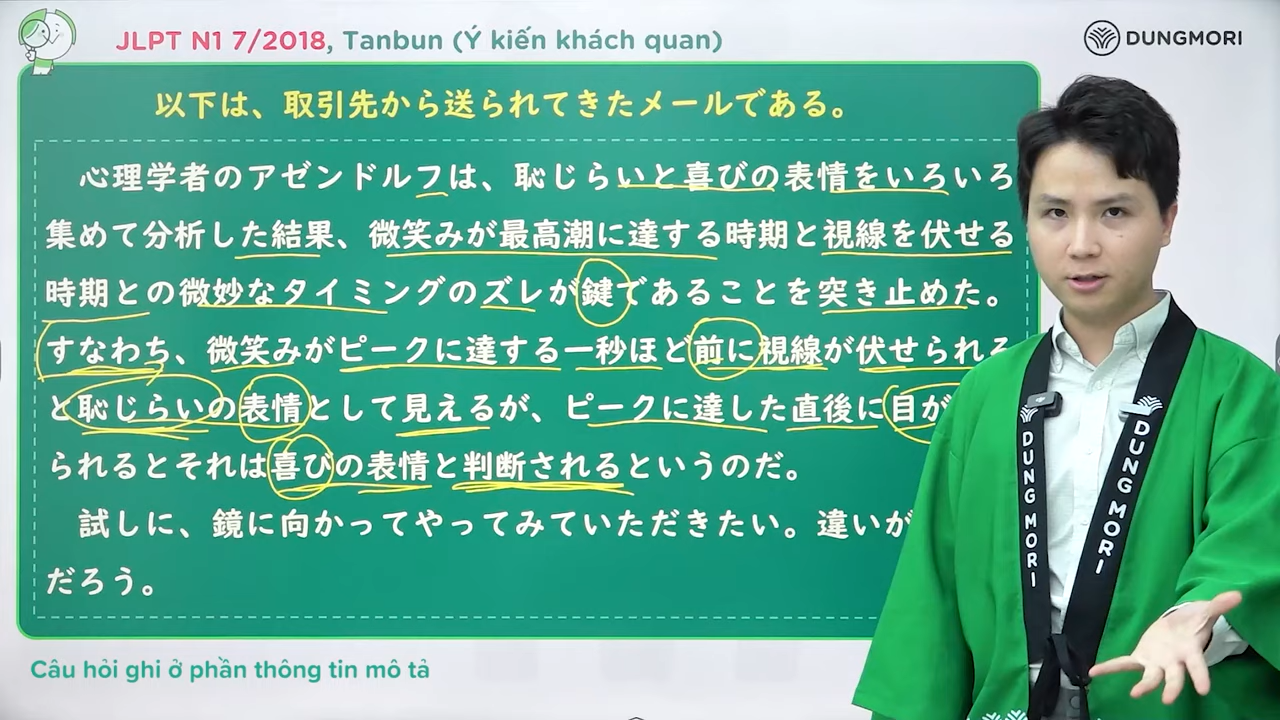 JLPT N1 7/2018, Tanbun (Ý kiến khách quan)
DUNGMORI
以下は、取引先から送られてきたメールである。
心理学者のアゼンドルフは、恥じらいと喜びの表情をいろいろ
集めて分析した結果、微笑みが最高潮に達する時期と視線を伏せる
時期との微妙なタイミングのズレが鍵であることを突き止めた。
すなわち、微笑みがピークに達する一秒ほど前に視線が伏せられる
と恥じらいの表情として見えるが、ピークに達した直後に目が
られるとそれは喜びの表情と判断されるというのだ。
試しに、鏡に向かってやってみていただきたい。違いが
だろう。
Câu hỏi ghi ở phần thông tin mô tả
DUNGMORI
DUNGMORI